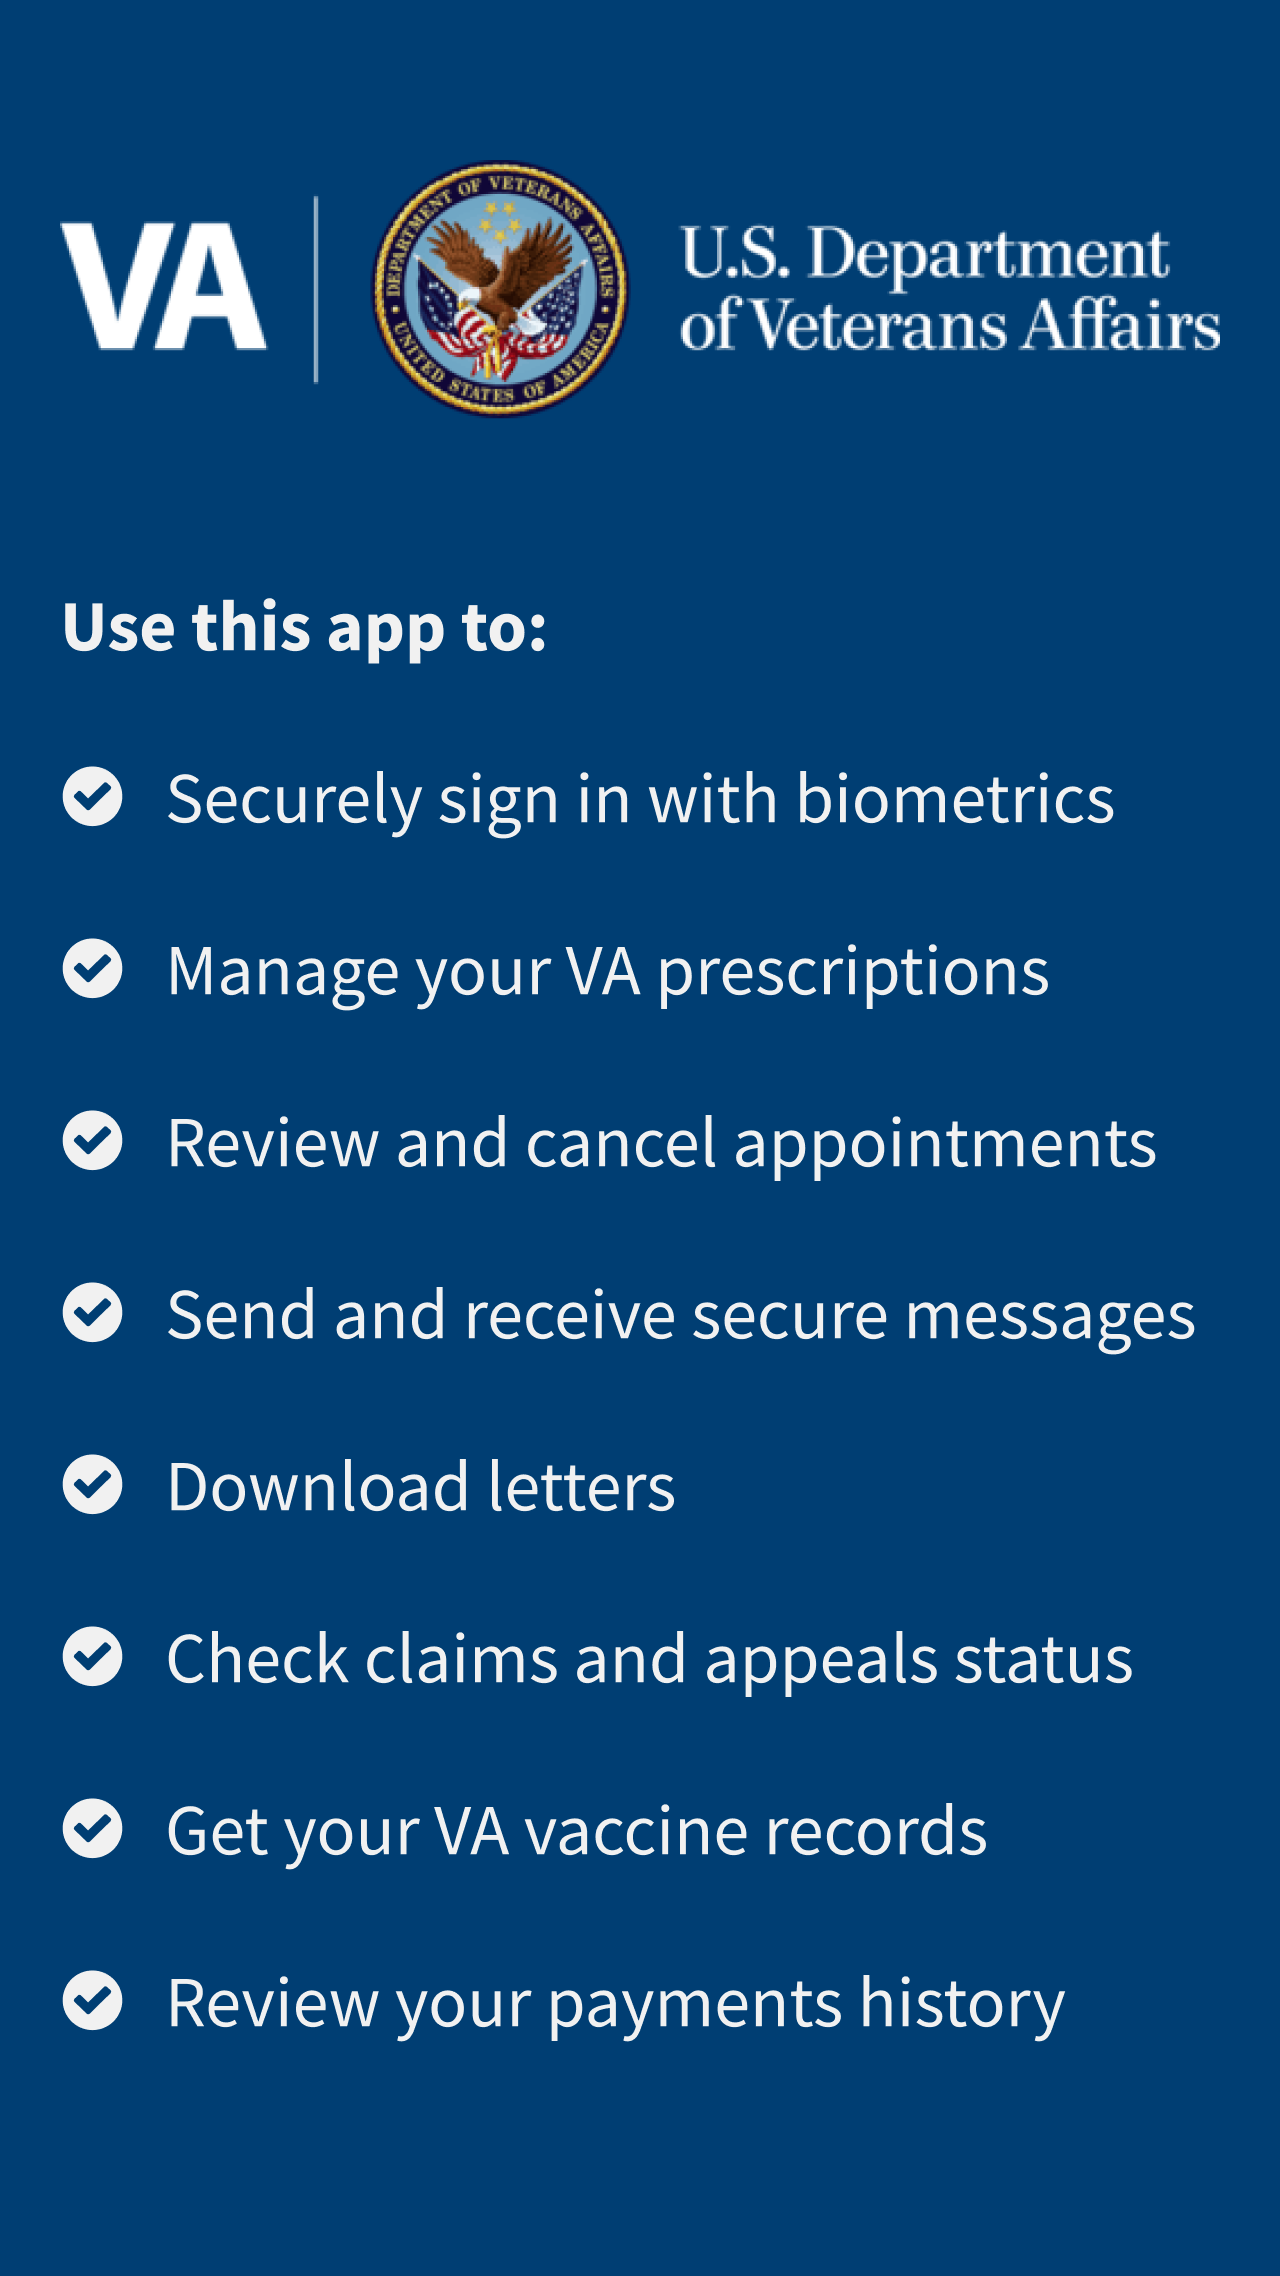 VA
DEPARTMENT OF VETERANS AFFAIRS
UNITED STATES OF AMERICA
U.S. Department
of Veterans Affairs
Use this app to:
Securely sign in with biometrics
Manage your VA prescriptions
Review and cancel appointments
Send and receive secure messages
Download letters
Check claims and appeals status
Get your VA vaccine records
Review your payments history